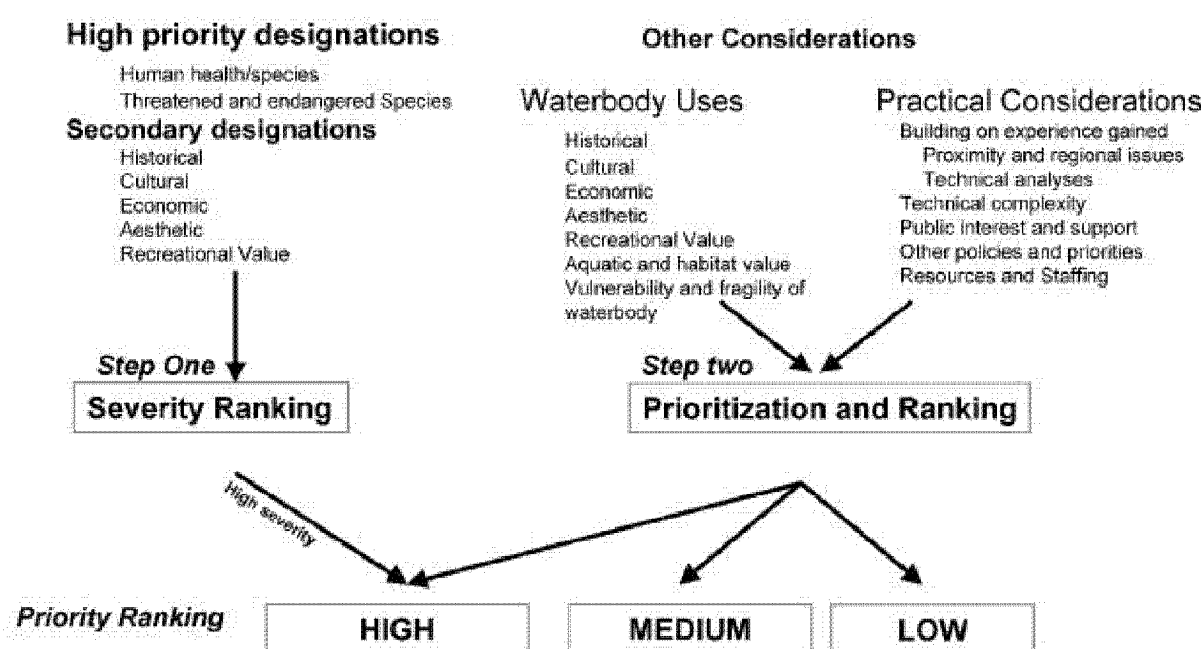 High priority designations
Human health/species
Threatened and endangered Species
Secondary designations
Historical
Cultural
Economic
Aesthetic
Recreational Value
Other Considerations
Waterbody Uses
Historical
Cultural
Economic
Aesthetic
Recreational Value
Aquatic and habitat value
Vulnerability and fragility of
waterbody
Practical Considerations
Building on experience gained
Proximity and regional issues
Technical analyses
Technical complexity
Public interest and support
Other policies and priorities
Resources and Staffing
Step One
Severity Ranking
Step two
Prioritization and Ranking
High severity
Priority Ranking
HIGH
MEDIUM
LOW